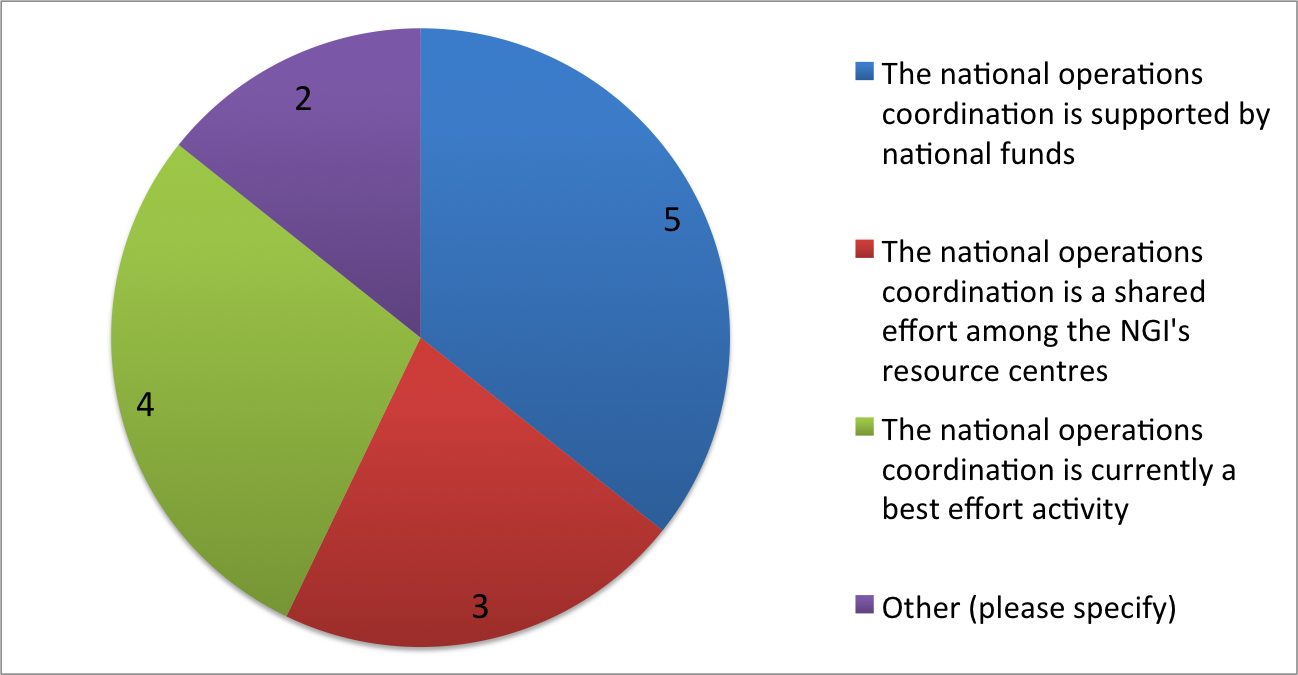 2
5
4
3
The national operations
coordination is supported by
national funds
The national operations
coordination is a shared
effort among the NGI's
resource centres
The national operations
coordination is currently a
best effort activity
Other (please specify)